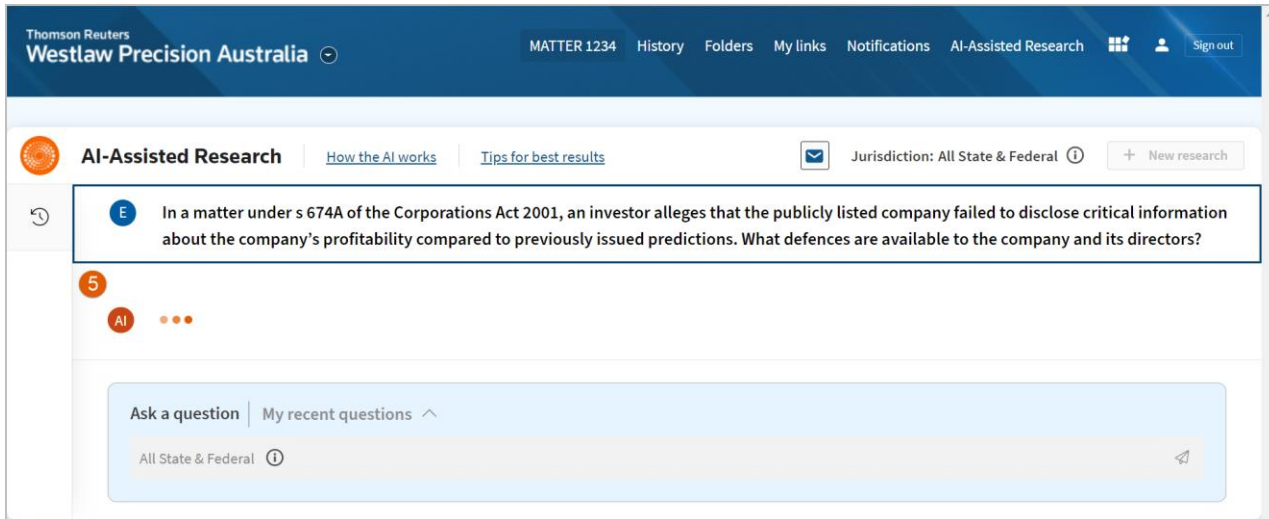 Thomson Reuters
Westlaw Precision Australia
MATTER 1234 History Folders My links Notifications AI-Assisted Research Sign out
AI-Assisted Research How the AI works Tips for best results Jurisdiction: All State & Federal + New research
E In a matter under s 674A of the Corporations Act 2001, an investor alleges that the publicly listed company failed to disclose critical information
about the company’s profitability compared to previously issued predictions. What defences are available to the company and its directors?
5
AI
Ask a question My recent questions
All State & Federal